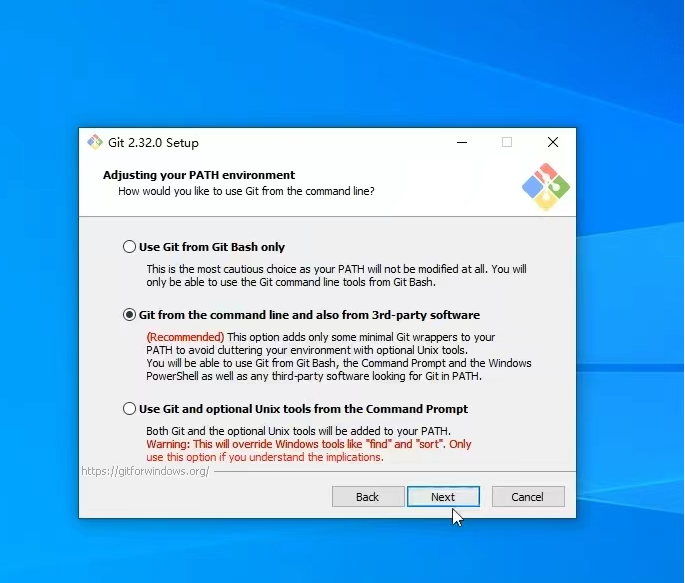 Git 2.32.0 Setup
Adjusting your PATH environment
How would you like to use Git from the command line?
Use Git from Git Bash only
This is the most cautious choice as your PATH will not be modified at all. You will
only be able to use the Git command line tools from Git Bash.
Git from the command line and also from 3rd-party software
(Recommended) This option adds only some minimal Git wrappers to your
PATH to avoid cluttering your environment with optional Unix tools.
You will be able to use Git from Git Bash, the Command Prompt and the Windows
PowerShell as well as any third-party software looking for Git in PATH.
Use Git and optional Unix tools from the Command Prompt
Both Git and the optional Unix tools will be added to your PATH.
Warning: This will override Windows tools like "find" and "sort". Only
use this option if you understand the implications.
https://gitforwindows.org/
Back Next Cancel